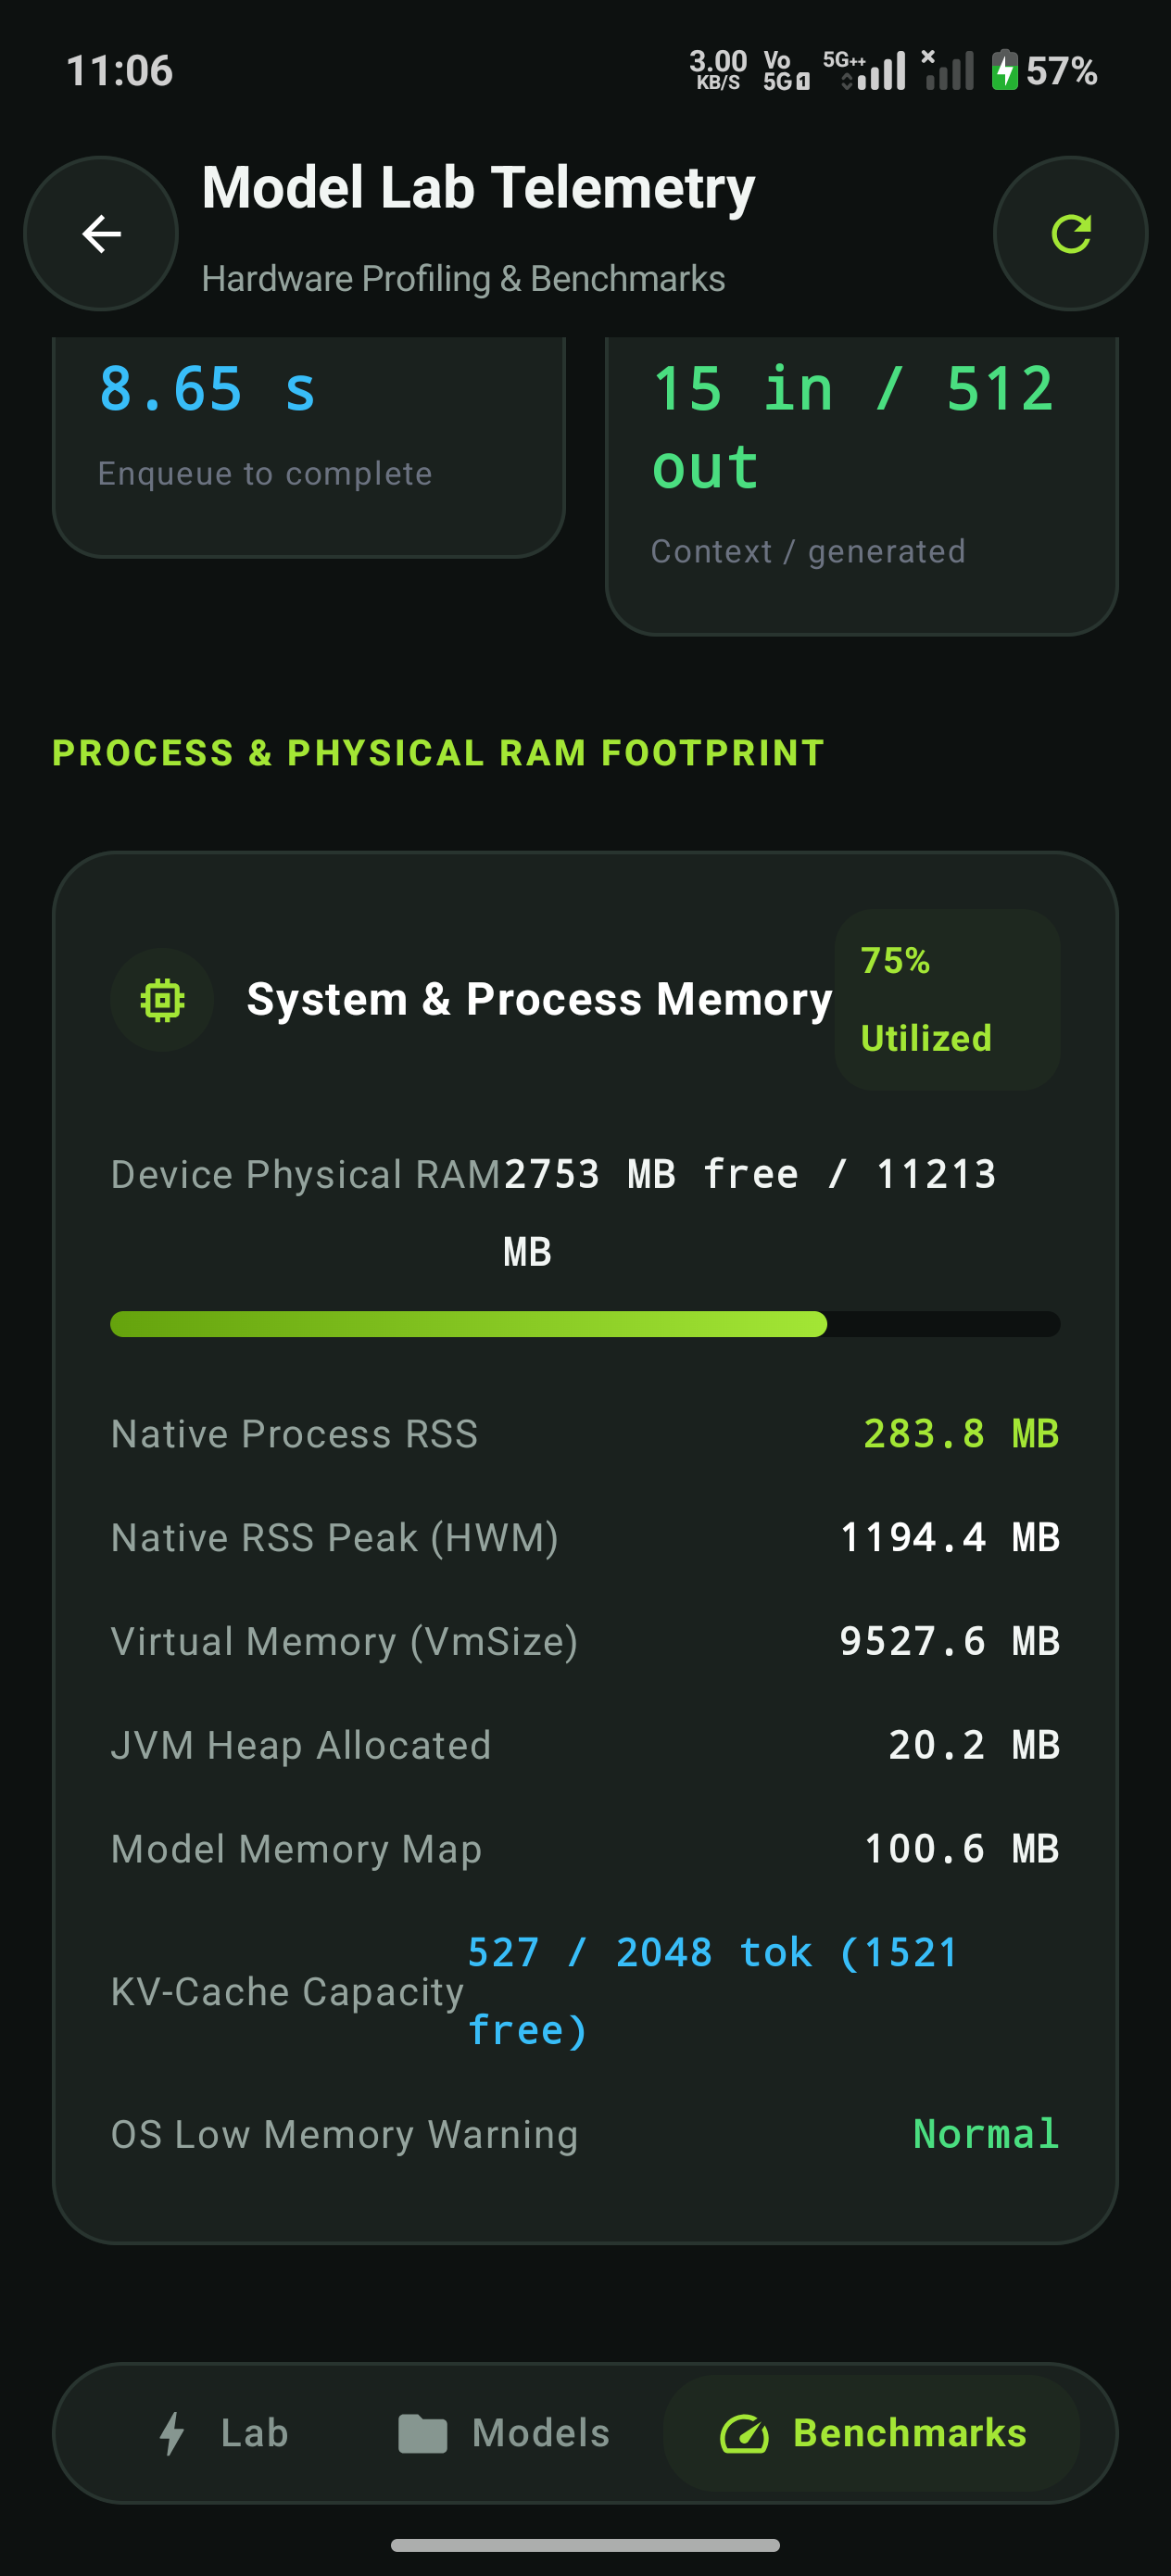 11:06
3.00 KB/S Vo 5G 1 5G++ 57%
Model Lab Telemetry
Hardware Profiling & Benchmarks
8.65 s
Enqueue to complete
15 in / 512
out
Context / generated
PROCESS & PHYSICAL RAM FOOTPRINT
System & Process Memory
75%
Utilized
Device Physical RAM 2753 MB free / 11213
MB
Native Process RSS 283.8 MB
Native RSS Peak (HWM) 1194.4 MB
Virtual Memory (VmSize) 9527.6 MB
JVM Heap Allocated 20.2 MB
Model Memory Map 100.6 MB
KV-Cache Capacity 527 / 2048 tok (1521
free)
OS Low Memory Warning Normal
Lab Models Benchmarks